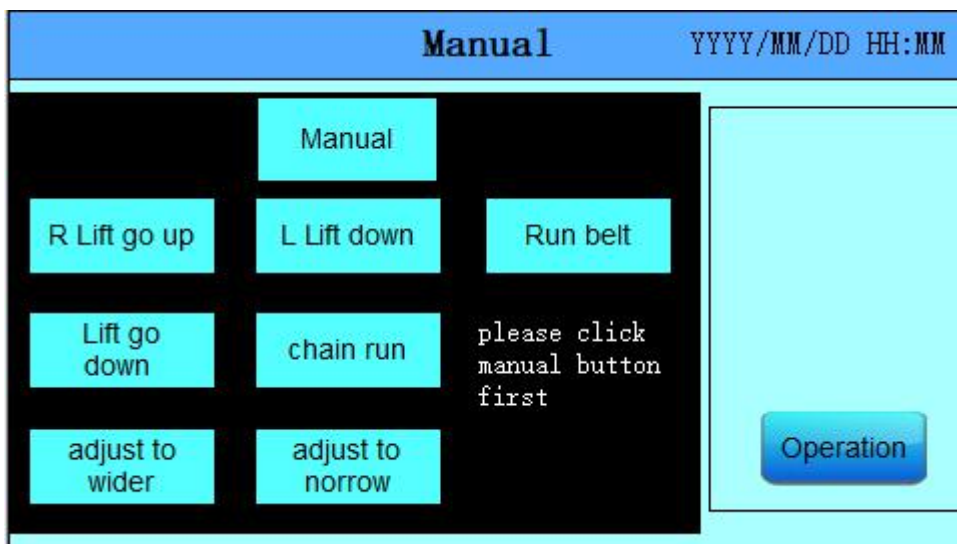 Manual
YYYY/MM/DD HH:MM
Manual
R Lift go up
L Lift down
Run belt
Lift go
down
chain run
please click
manual button
first
adjust to
wider
adjust to
norrow
Operation